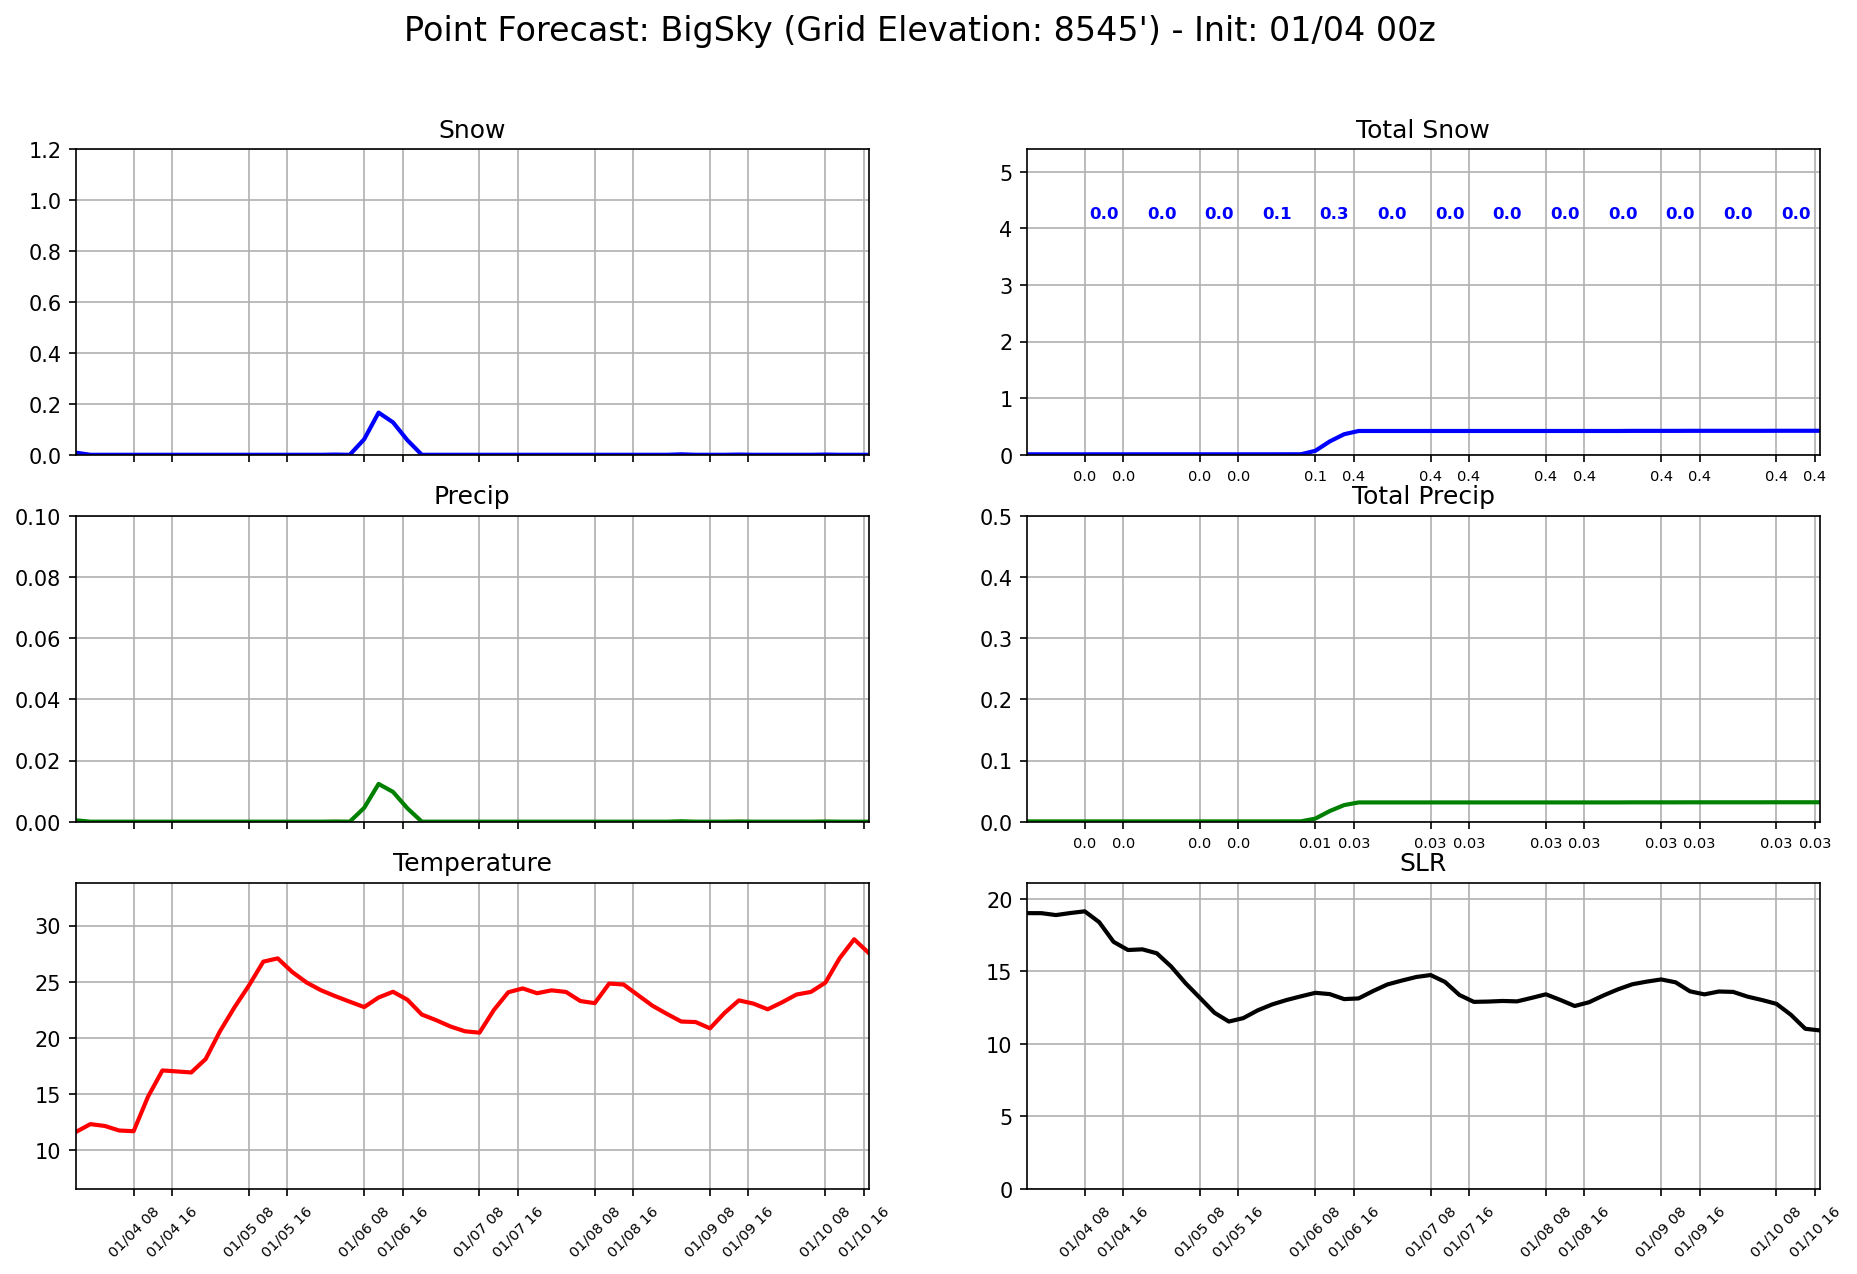 Point Forecast: BigSky (Grid Elevation: 8545') - Init: 01/04 00z
Snow
1.2
1.0
0.8
0.6
0.4
0.2
0.0
Total Snow
5
4
3
2
1
0
0.0 0.0 0.0 0.1 0.3 0.0 0.0 0.0 0.0 0.0 0.0 0.0 0.0
0.0 0.0 0.0 0.0 0.1 0.4 0.4 0.4 0.4 0.4 0.4 0.4 0.4 0.4
Precip
0.10
0.08
0.06
0.04
0.02
0.00
Total Precip
0.5
0.4
0.3
0.2
0.1
0.0
0.0 0.0 0.0 0.0 0.01 0.03 0.03 0.03 0.03 0.03 0.03 0.03 0.03 0.03
Temperature
30
25
20
15
10
01/04 08 01/04 16 01/05 08 01/05 16 01/06 08 01/06 16 01/07 08 01/07 16 01/08 08 01/08 16 01/09 08 01/09 16 01/10 08 01/10 16
SLR
20
15
10
5
0
01/04 08 01/04 16 01/05 08 01/05 16 01/06 08 01/06 16 01/07 08 01/07 16 01/08 08 01/08 16 01/09 08 01/09 16 01/10 08 01/10 16